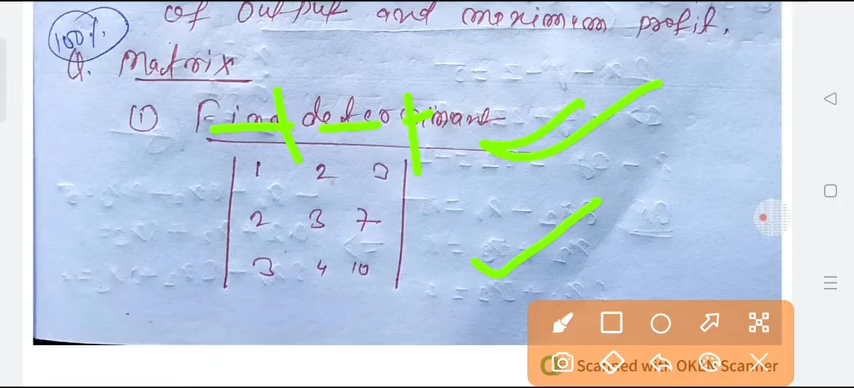 of output and maximum profit.
100%
Q. Matrix
① Find determinant
1 2 3
2 3 7
3 4 10
Scanned with OKEN Scanner